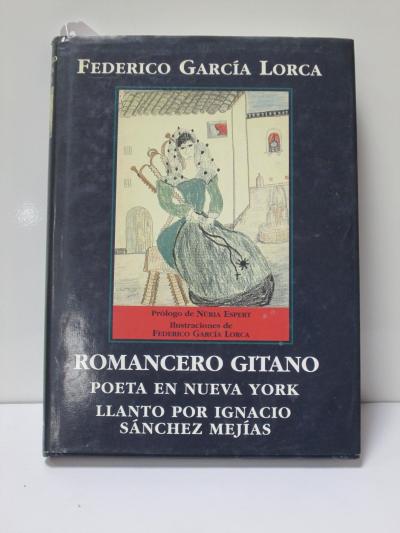 FEDERICO GARCÍA LORCA
Prólogo de NÚRIA ESPERT
Ilustraciones de
FEDERICO GARCÍA LORCA
ROMANCERO GITANO
POETA EN NUEVA YORK
LLANTO POR IGNACIO
SÁNCHEZ MEJÍAS